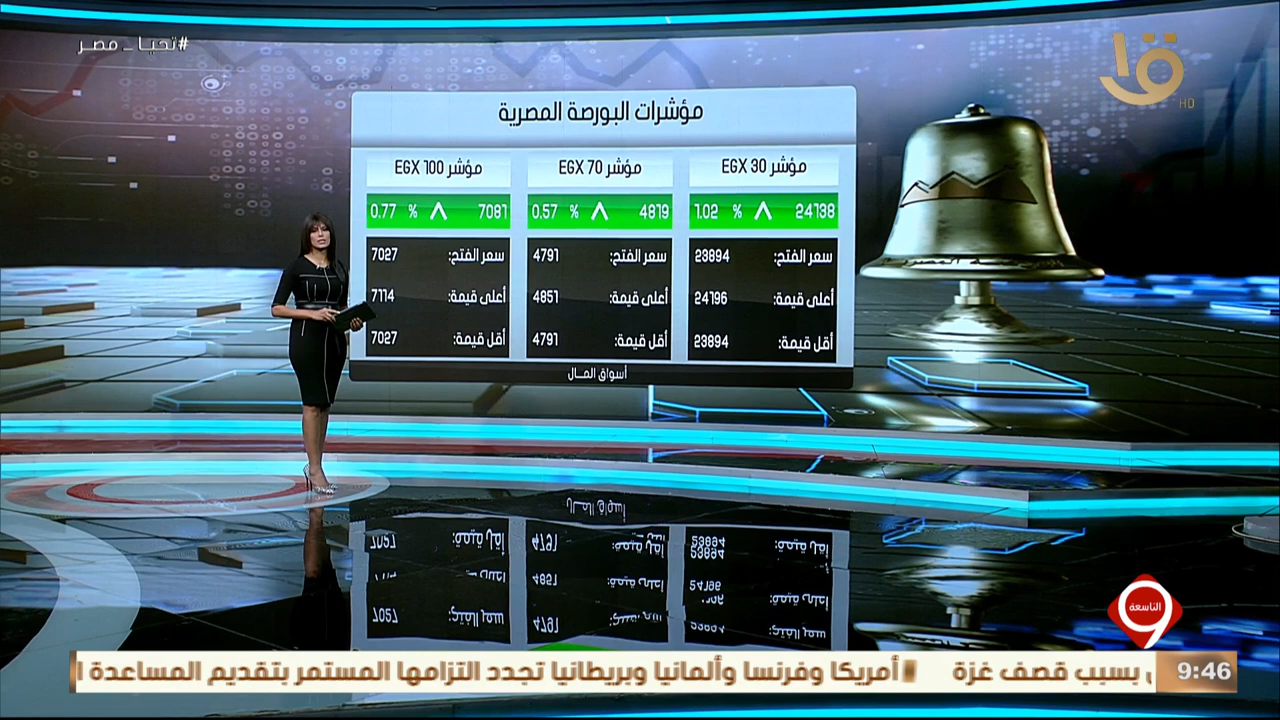 #تحيا_مصر
HD
مؤشرات البورصة المصرية
مؤشر EGX 30
24138 % 1.02
سعر الفتح: 23894
أعلى قيمة: 24196
أقل قيمة: 23894
مؤشر EGX 70
4819 % 0.57
سعر الفتح: 4791
أعلى قيمة: 4851
أقل قيمة: 4791
مؤشر EGX 100
7081 % 0.77
سعر الفتح: 7027
أعلى قيمة: 7114
أقل قيمة: 7027
أسواق المـال
التاسعة
9
9:46
بسبب قصف غزة
أمريكا وفرنسا وألمانيا وبريطانيا تجدد التزامها المستمر بتقديم المساعدة